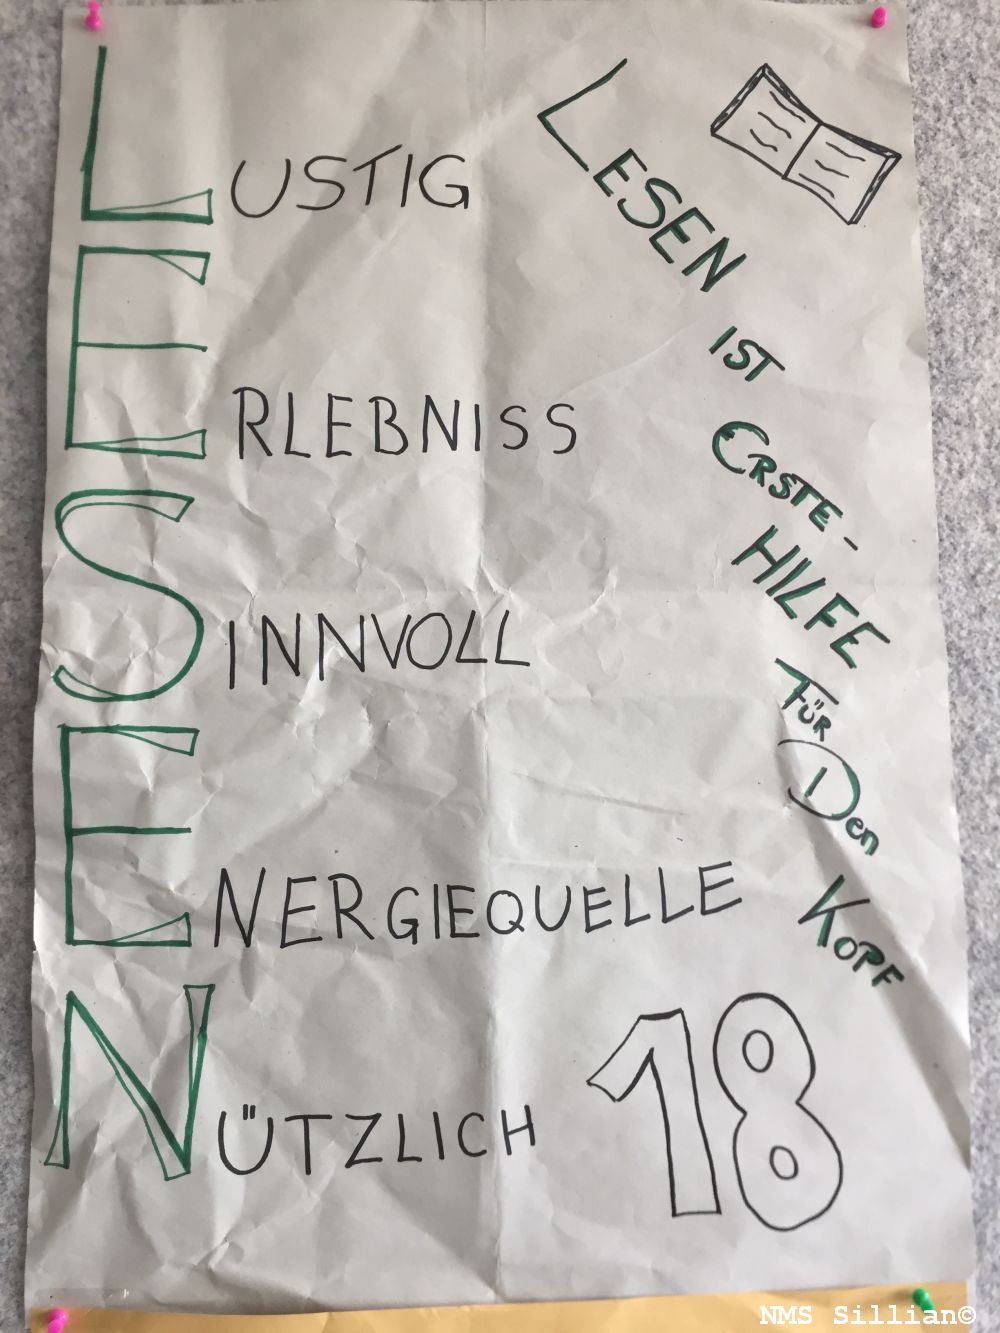 LUSTIG
ERLEBNISS
SINNVOLL
ENERGIEQUELLE
NÜTZLICH
LESEN
IST
ERSTE-
HILFE
FÜR
DEN
KOPF
18
NMS Sillian©